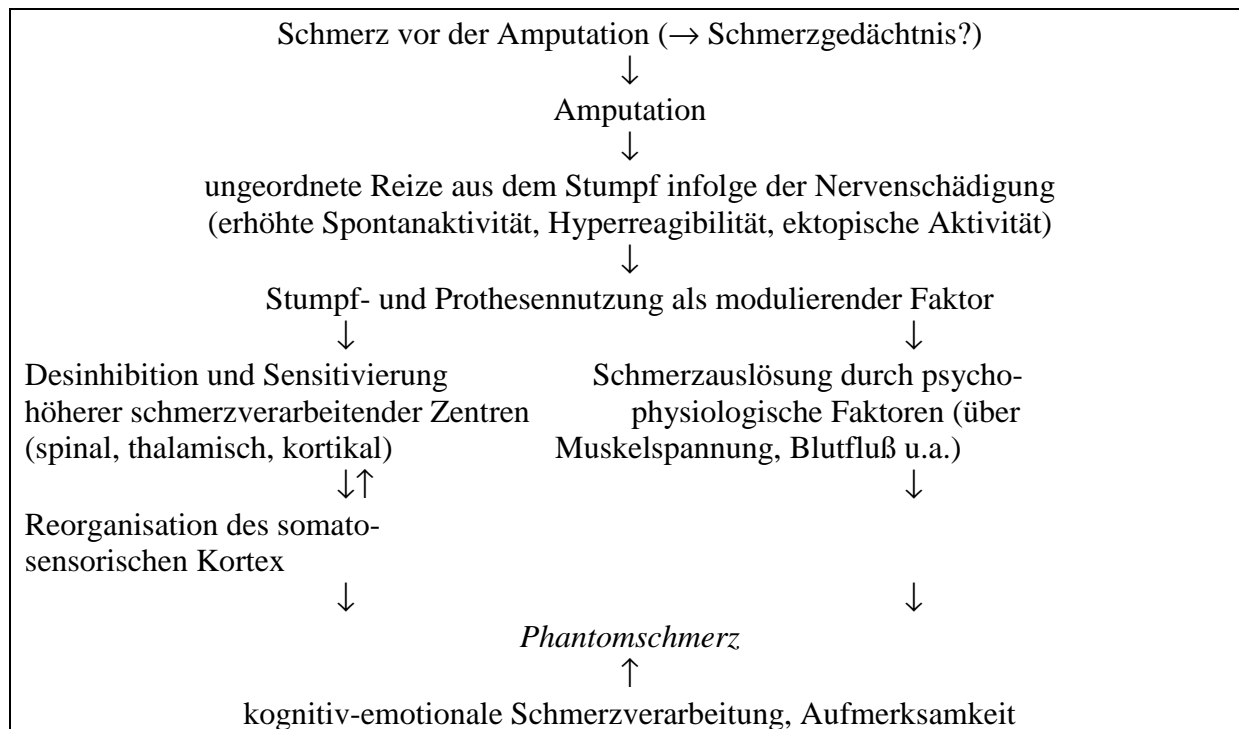 Schmerz vor der Amputation (→ Schmerzgedächtnis?)
↓
Amputation
↓
ungeordnete Reize aus dem Stumpf infolge der Nervenschädigung
(erhöhte Spontanaktivität, Hyperreagibilität, ektopische Aktivität)
↓
Stumpf- und Prothesennutzung als modulierender Faktor
↓ ↓
Desinhibition und Sensitivierung Schmerzauslösung durch psycho-
höherer schmerzverarbeitender Zentren physiologische Faktoren (über
(spinal, thalamisch, kortikal) Muskelspannung, Blutfluß u.a.)
↓↑ ↓
Reorganisation des somato-
sensorischen Kortex
↓ ↓
Phantomschmerz
↑
kognitiv-emotionale Schmerzverarbeitung, Aufmerksamkeit